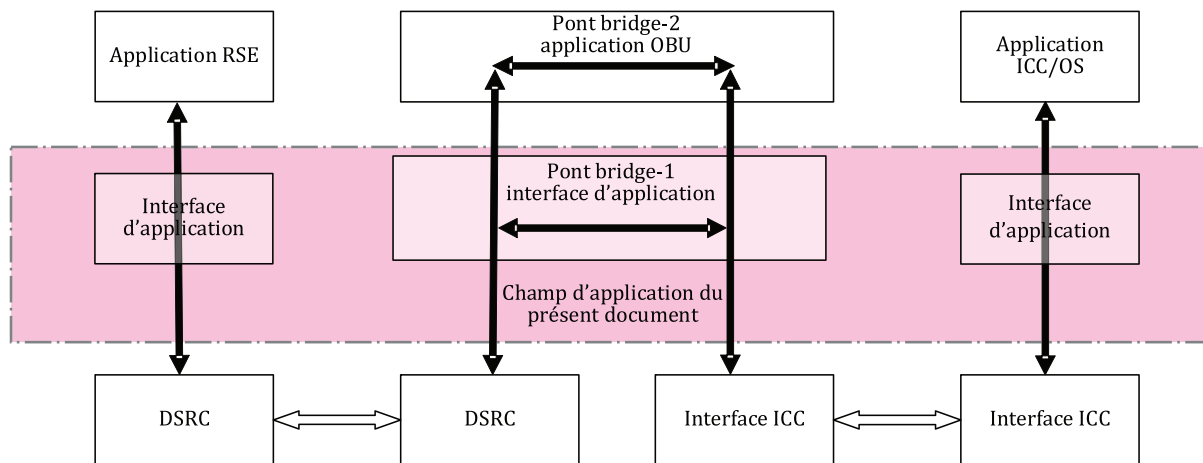 Application RSE
Pont bridge-2
application OBU
Application
ICC/OS
Interface
d’application
Pont bridge-1
interface d’application
Interface
d’application
Champ d’application du
présent document
DSRC
DSRC
Interface ICC
Interface ICC